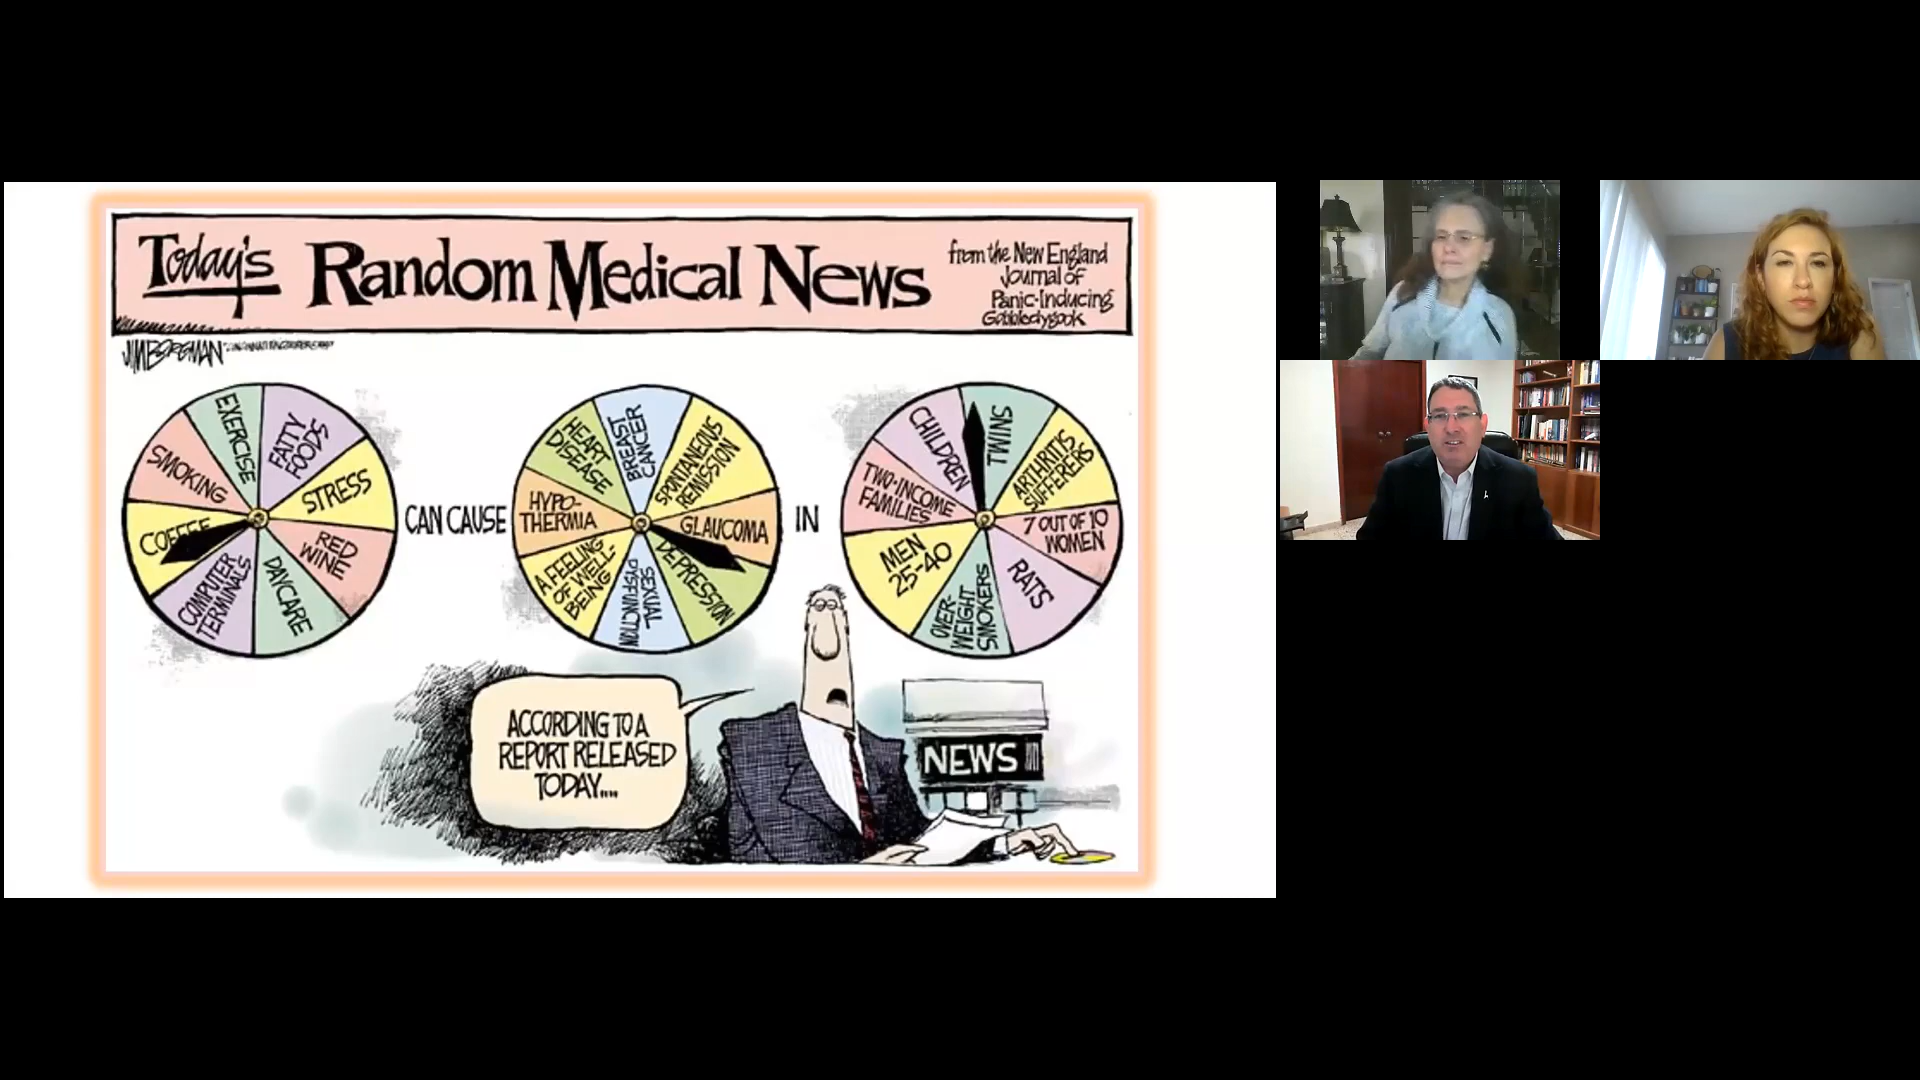 Today's Random Medical News
from the New England
Journal of
Panic-Inducing
Gobbledygook
JIM BORGMAN
EXERCISE
FATTY
FOODS
STRESS
RED
WINE
DAYCARE
COMPUTER
TERMINALS
COFFEE
SMOKING
CAN CAUSE
HEART
DISEASE
BREAST
CANCER
SPONTANEOUS
REMISSION
GLAUCOMA
DEPRESSION
SEXUAL
DYSFUNCTION
A FEELING
OF WELL-
BEING
HYPO-
THERMIA
IN
CHILDREN
TWINS
ARTHRITIS
SUFFERERS
7 OUT OF 10
WOMEN
RATS
OVER-
WEIGHT
SMOKERS
MEN
25-40
TWO-INCOME
FAMILIES
ACCORDING TO A
REPORT RELEASED
TODAY....
NEWS